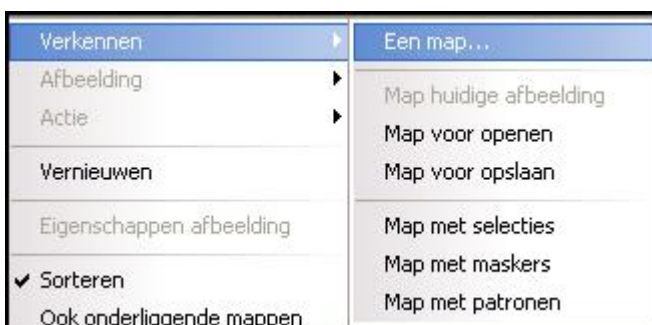 Verkennen
Afbeelding
Actie
Vernieuwen
Eigenschappen afbeelding
Sorteren
Ook onderliggende mappen
Een map...
Map huidige afbeelding
Map voor openen
Map voor opslaan
Map met selecties
Map met maskers
Map met patronen